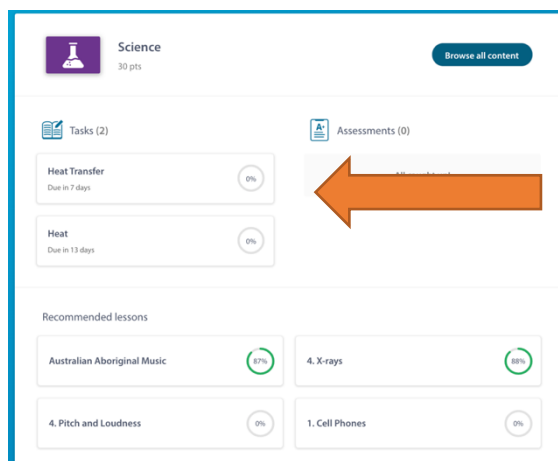 Science
30 pts
Browse all content
Tasks (2)
Assessments (0)
A+
Heat Transfer
Due in 7 days
0%
Heat
Due in 13 days
0%
Recommended lessons
Australian Aboriginal Music
87%
4. X-rays
88%
4. Pitch and Loudness
0%
1. Cell Phones
0%